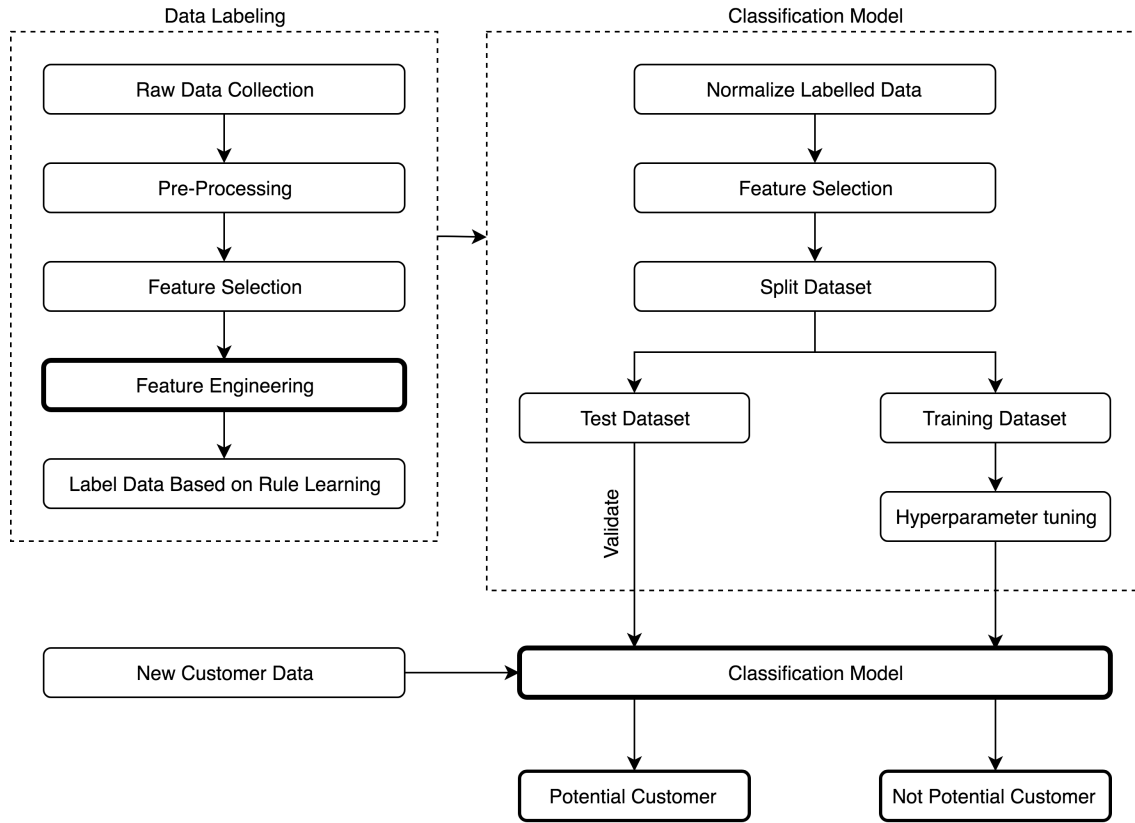 Data Labeling
Raw Data Collection
Pre-Processing
Feature Selection
Feature Engineering
Label Data Based on Rule Learning
Classification Model
Normalize Labelled Data
Feature Selection
Split Dataset
Test Dataset
Training Dataset
Validate
Hyperparameter tuning
New Customer Data
Classification Model
Potential Customer
Not Potential Customer